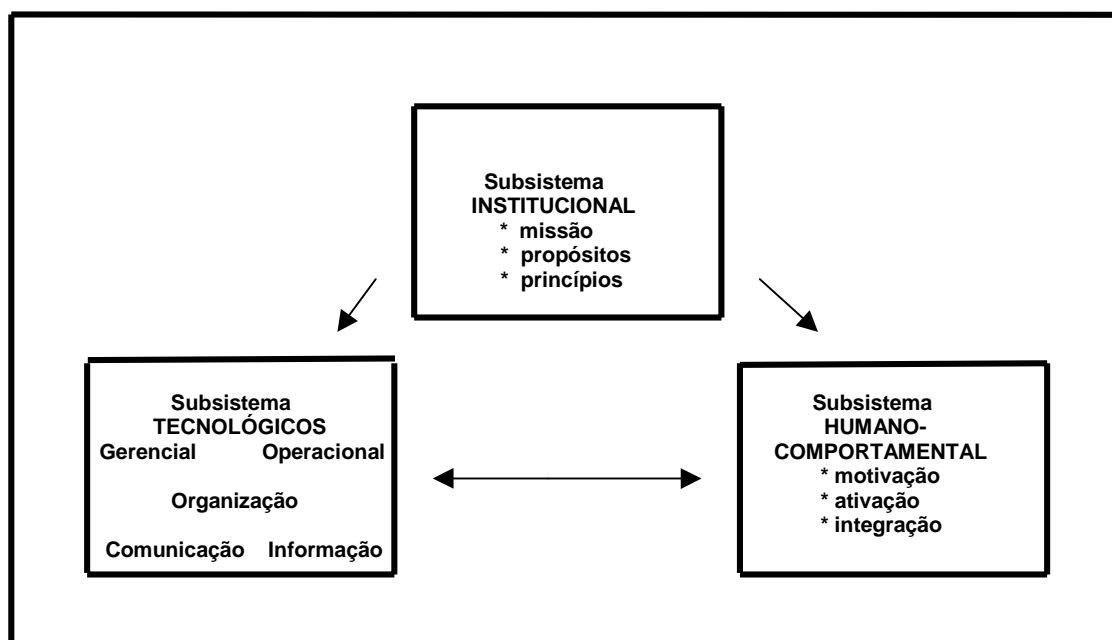 Subsistema
INSTITUCIONAL
* missão
* propósitos
* princípios
Subsistema
TECNOLÓGICOS
Gerencial Operacional
Organização
Comunicação Informação
Subsistema
HUMANO-
COMPORTAMENTAL
* motivação
* ativação
* integração